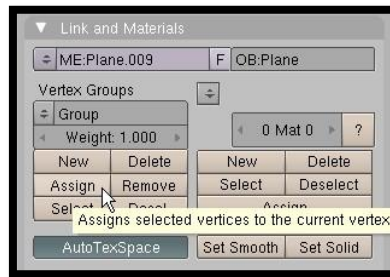 Link and Materials
ME:Plane.009 F OB:Plane
Vertex Groups
Group
Weight: 1.000 0 Mat 0 ?
New Delete New Delete
Assign Remove Select Deselect
Assigns selected vertices to the current vertex
AutoTexSpace Set Smooth Set Solid